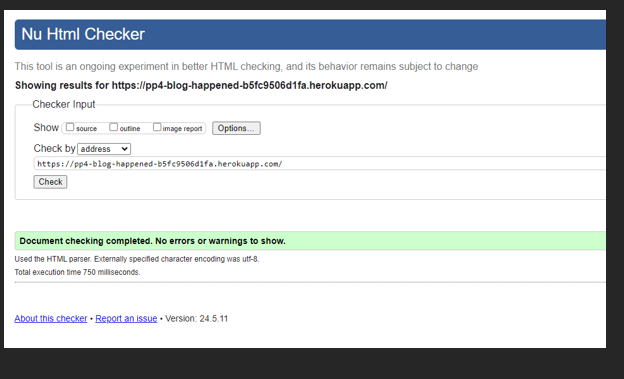 Nu Html Checker
This tool is an ongoing experiment in better HTML checking, and its behavior remains subject to change
Showing results for https://pp4-blog-happened-b5fc9506d1fa.herokuapp.com/
Checker Input
Show source outline image report Options...
Check by address
https://pp4-blog-happened-b5fc9506d1fa.herokuapp.com/
Check
Document checking completed. No errors or warnings to show.
Used the HTML parser. Externally specified character encoding was utf-8.
Total execution time 750 milliseconds.
About this checker • Report an issue • Version: 24.5.11